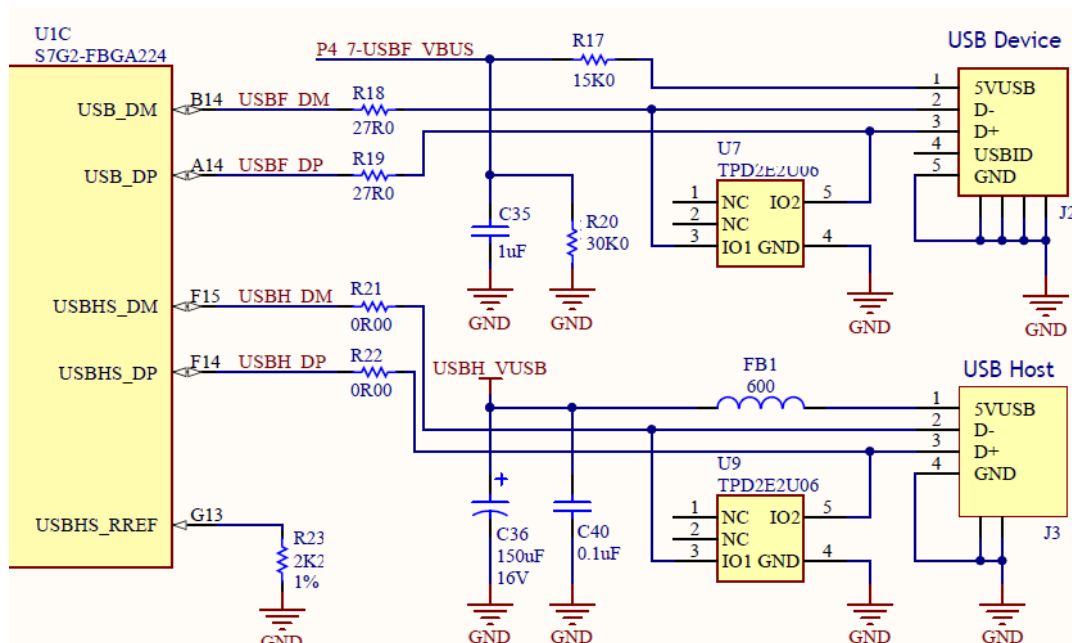 U1C
S7G2-FBGA224
P4_7-USBF_VBUS
R17
15K0
USB Device
USB_DM
B14
USBF_DM
R18
27R0
1
5VUSB
2
D-
3
D+
4
USBID
5
GND
J2
USB_DP
A14
USBF_DP
R19
27R0
U7
TPD2E2U06
1
NC
IO2
5
2
NC
3
IO1
GND
4
C35
1uF
R20
30K0
GND
GND
GND
GND
USBHS_DM
F15
USBH_DM
R21
0R00
USBHS_DP
F14
USBH_DP
R22
0R00
USBH_VUSB
FB1
600
USB Host
1
5VUSB
2
D-
3
D+
4
GND
J3
U9
TPD2E2U06
1
NC
IO2
5
2
NC
3
IO1
GND
4
USBHS_RREF
G13
R23
2K2
1%
+
C36
150uF
16V
C40
0.1uF
GND
GND
GND
GND
GND